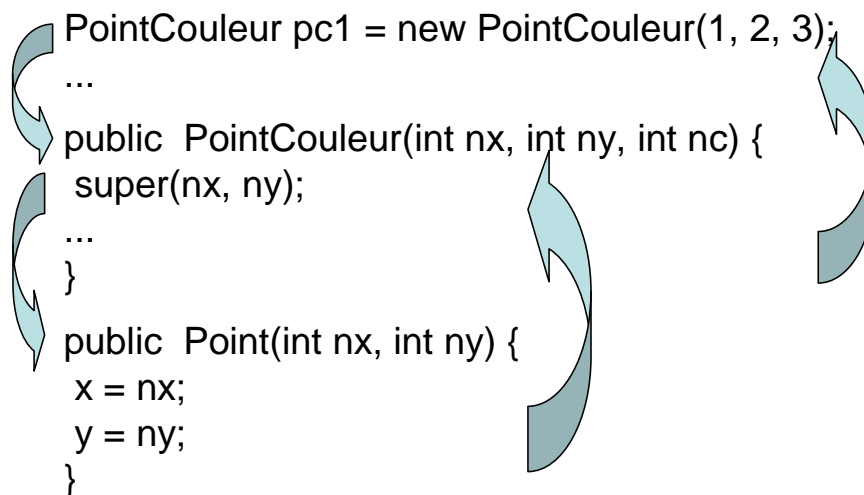 PointCouleur pc1 = new PointCouleur(1, 2, 3);
...
public  PointCouleur(int nx, int ny, int nc) {
super(nx, ny);
...
}
public  Point(int nx, int ny) {
x = nx;
y = ny;
}